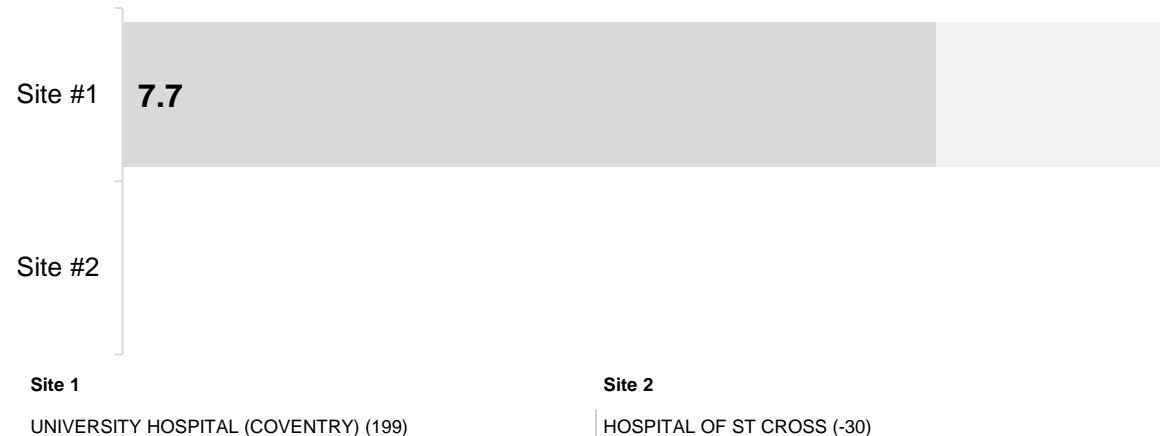 Site #1
7.7
Site #2
Site 1
Site 2
UNIVERSITY HOSPITAL (COVENTRY) (199)
HOSPITAL OF ST CROSS (-30)